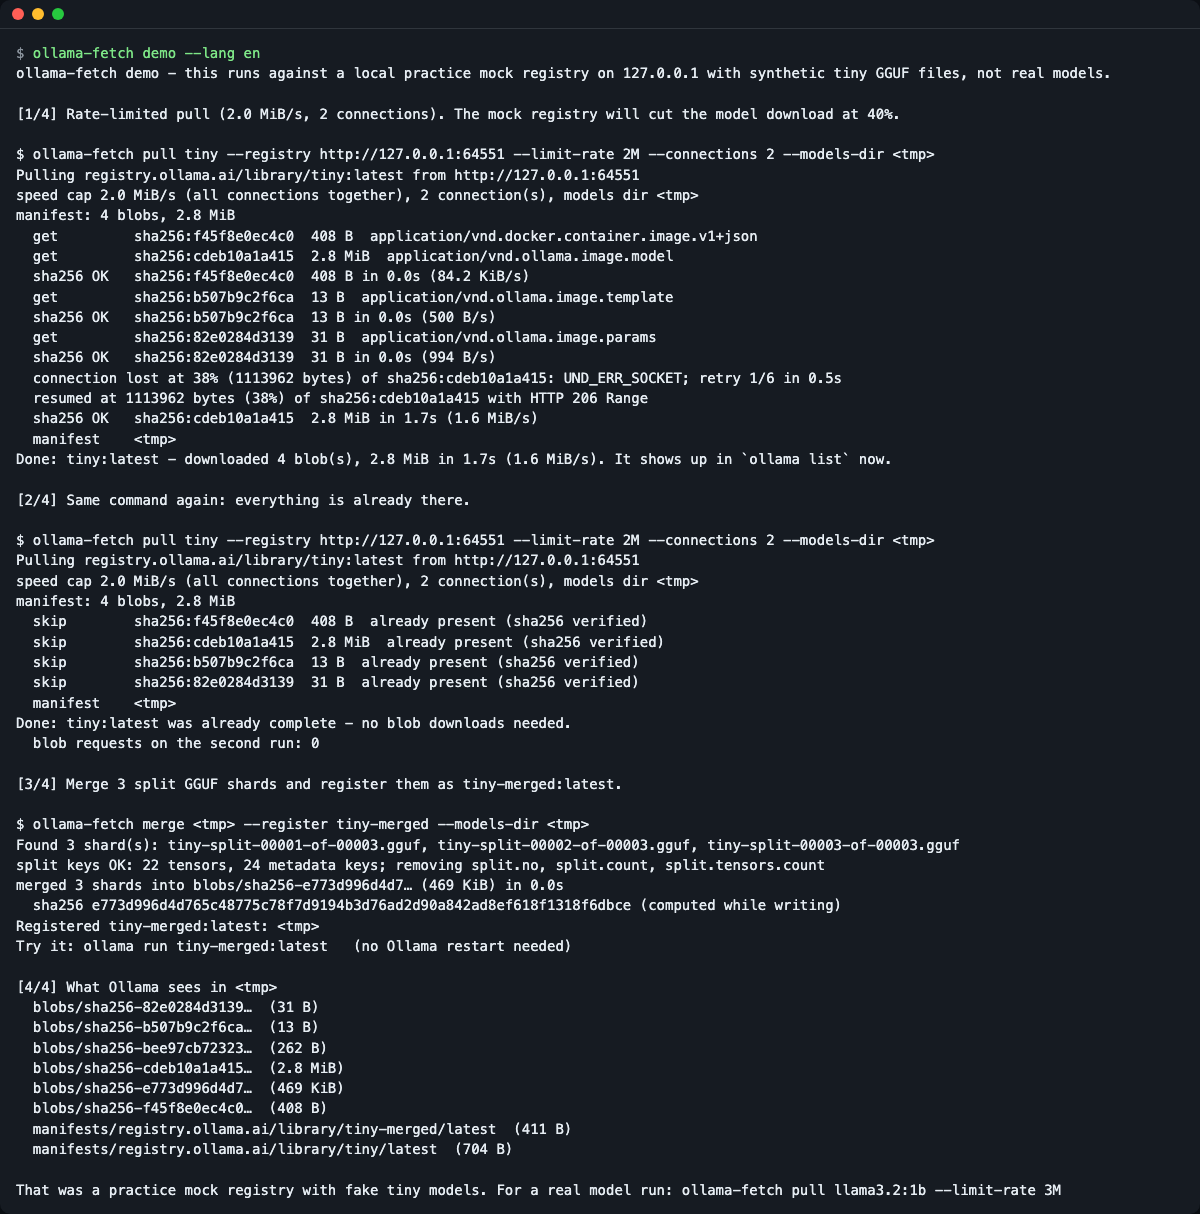 $ ollama-fetch demo --lang en
ollama-fetch demo — this runs against a local practice mock registry on 127.0.0.1 with synthetic tiny GGUF files, not real models.
[1/4] Rate-limited pull (2.0 MiB/s, 2 connections). The mock registry will cut the model download at 40%.
$ ollama-fetch pull tiny --registry http://127.0.0.1:64551 --limit-rate 2M --connections 2 --models-dir <tmp>
Pulling registry.ollama.ai/library/tiny:latest from http://127.0.0.1:64551
speed cap 2.0 MiB/s (all connections together), 2 connection(s), models dir <tmp>
manifest: 4 blobs, 2.8 MiB
  get         sha256:f45f8e0ec4c0  408 B  application/vnd.docker.container.image.v1+json
  get         sha256:cdeb10a1a415  2.8 MiB  application/vnd.ollama.image.model
  sha256 OK   sha256:f45f8e0ec4c0  408 B in 0.0s (84.2 KiB/s)
  get         sha256:b507b9c2f6ca  13 B  application/vnd.ollama.image.template
  sha256 OK   sha256:b507b9c2f6ca  13 B in 0.0s (500 B/s)
  get         sha256:82e0284d3139  31 B  application/vnd.ollama.image.params
  sha256 OK   sha256:82e0284d3139  31 B in 0.0s (994 B/s)
  connection lost at 38% (1113962 bytes) of sha256:cdeb10a1a415: UND_ERR_SOCKET; retry 1/6 in 0.5s
  resumed at 1113962 bytes (38%) of sha256:cdeb10a1a415 with HTTP 206 Range
  sha256 OK   sha256:cdeb10a1a415  2.8 MiB in 1.7s (1.6 MiB/s)
  manifest    <tmp>
Done: tiny:latest — downloaded 4 blob(s), 2.8 MiB in 1.7s (1.6 MiB/s). It shows up in `ollama list` now.
[2/4] Same command again: everything is already there.
$ ollama-fetch pull tiny --registry http://127.0.0.1:64551 --limit-rate 2M --connections 2 --models-dir <tmp>
Pulling registry.ollama.ai/library/tiny:latest from http://127.0.0.1:64551
speed cap 2.0 MiB/s (all connections together), 2 connection(s), models dir <tmp>
manifest: 4 blobs, 2.8 MiB
  skip        sha256:f45f8e0ec4c0  408 B  already present (sha256 verified)
  skip        sha256:cdeb10a1a415  2.8 MiB  already present (sha256 verified)
  skip        sha256:b507b9c2f6ca  13 B  already present (sha256 verified)
  skip        sha256:82e0284d3139  31 B  already present (sha256 verified)
  manifest    <tmp>
Done: tiny:latest was already complete — no blob downloads needed.
  blob requests on the second run: 0
[3/4] Merge 3 split GGUF shards and register them as tiny-merged:latest.
$ ollama-fetch merge <tmp> --register tiny-merged --models-dir <tmp>
Found 3 shard(s): tiny-split-00001-of-00003.gguf, tiny-split-00002-of-00003.gguf, tiny-split-00003-of-00003.gguf
split keys OK: 22 tensors, 24 metadata keys; removing split.no, split.count, split.tensors.count
merged 3 shards into blobs/sha256-e773d996d4d7… (469 KiB) in 0.0s
  sha256 e773d996d4d765c48775c78f7d9194b3d76ad2d90a842ad8ef618f1318f6dbce (computed while writing)
Registered tiny-merged:latest: <tmp>
Try it: ollama run tiny-merged:latest   (no Ollama restart needed)
[4/4] What Ollama sees in <tmp>
  blobs/sha256-82e0284d3139…  (31 B)
  blobs/sha256-b507b9c2f6ca…  (13 B)
  blobs/sha256-bee97cb72323…  (262 B)
  blobs/sha256-cdeb10a1a415…  (2.8 MiB)
  blobs/sha256-e773d996d4d7…  (469 KiB)
  blobs/sha256-f45f8e0ec4c0…  (408 B)
  manifests/registry.ollama.ai/library/tiny-merged/latest  (411 B)
  manifests/registry.ollama.ai/library/tiny/latest  (704 B)
That was a practice mock registry with fake tiny models. For a real model run: ollama-fetch pull llama3.2:1b --limit-rate 3M